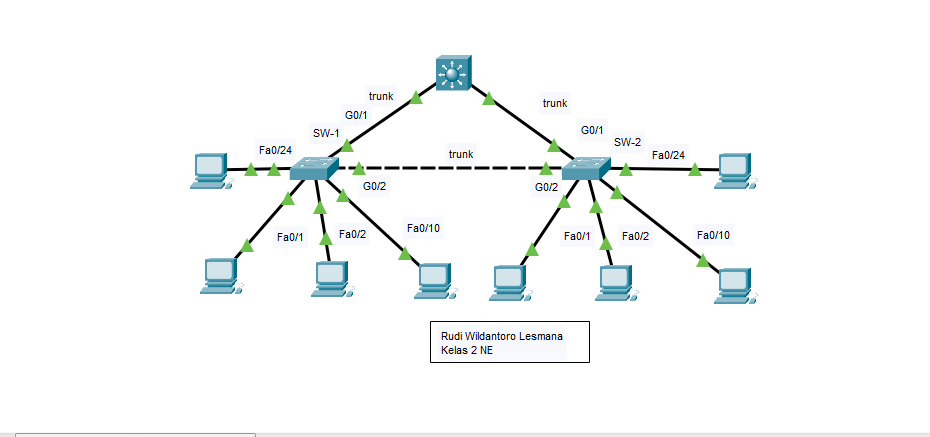 trunk
G0/1
SW-1
Fa0/24
trunk
G0/1
SW-2
Fa0/24
trunk
G0/2
G0/2
Fa0/1
Fa0/2
Fa0/10
Fa0/1
Fa0/2
Fa0/10
Rudi Wildantoro Lesmana
Kelas 2 NE